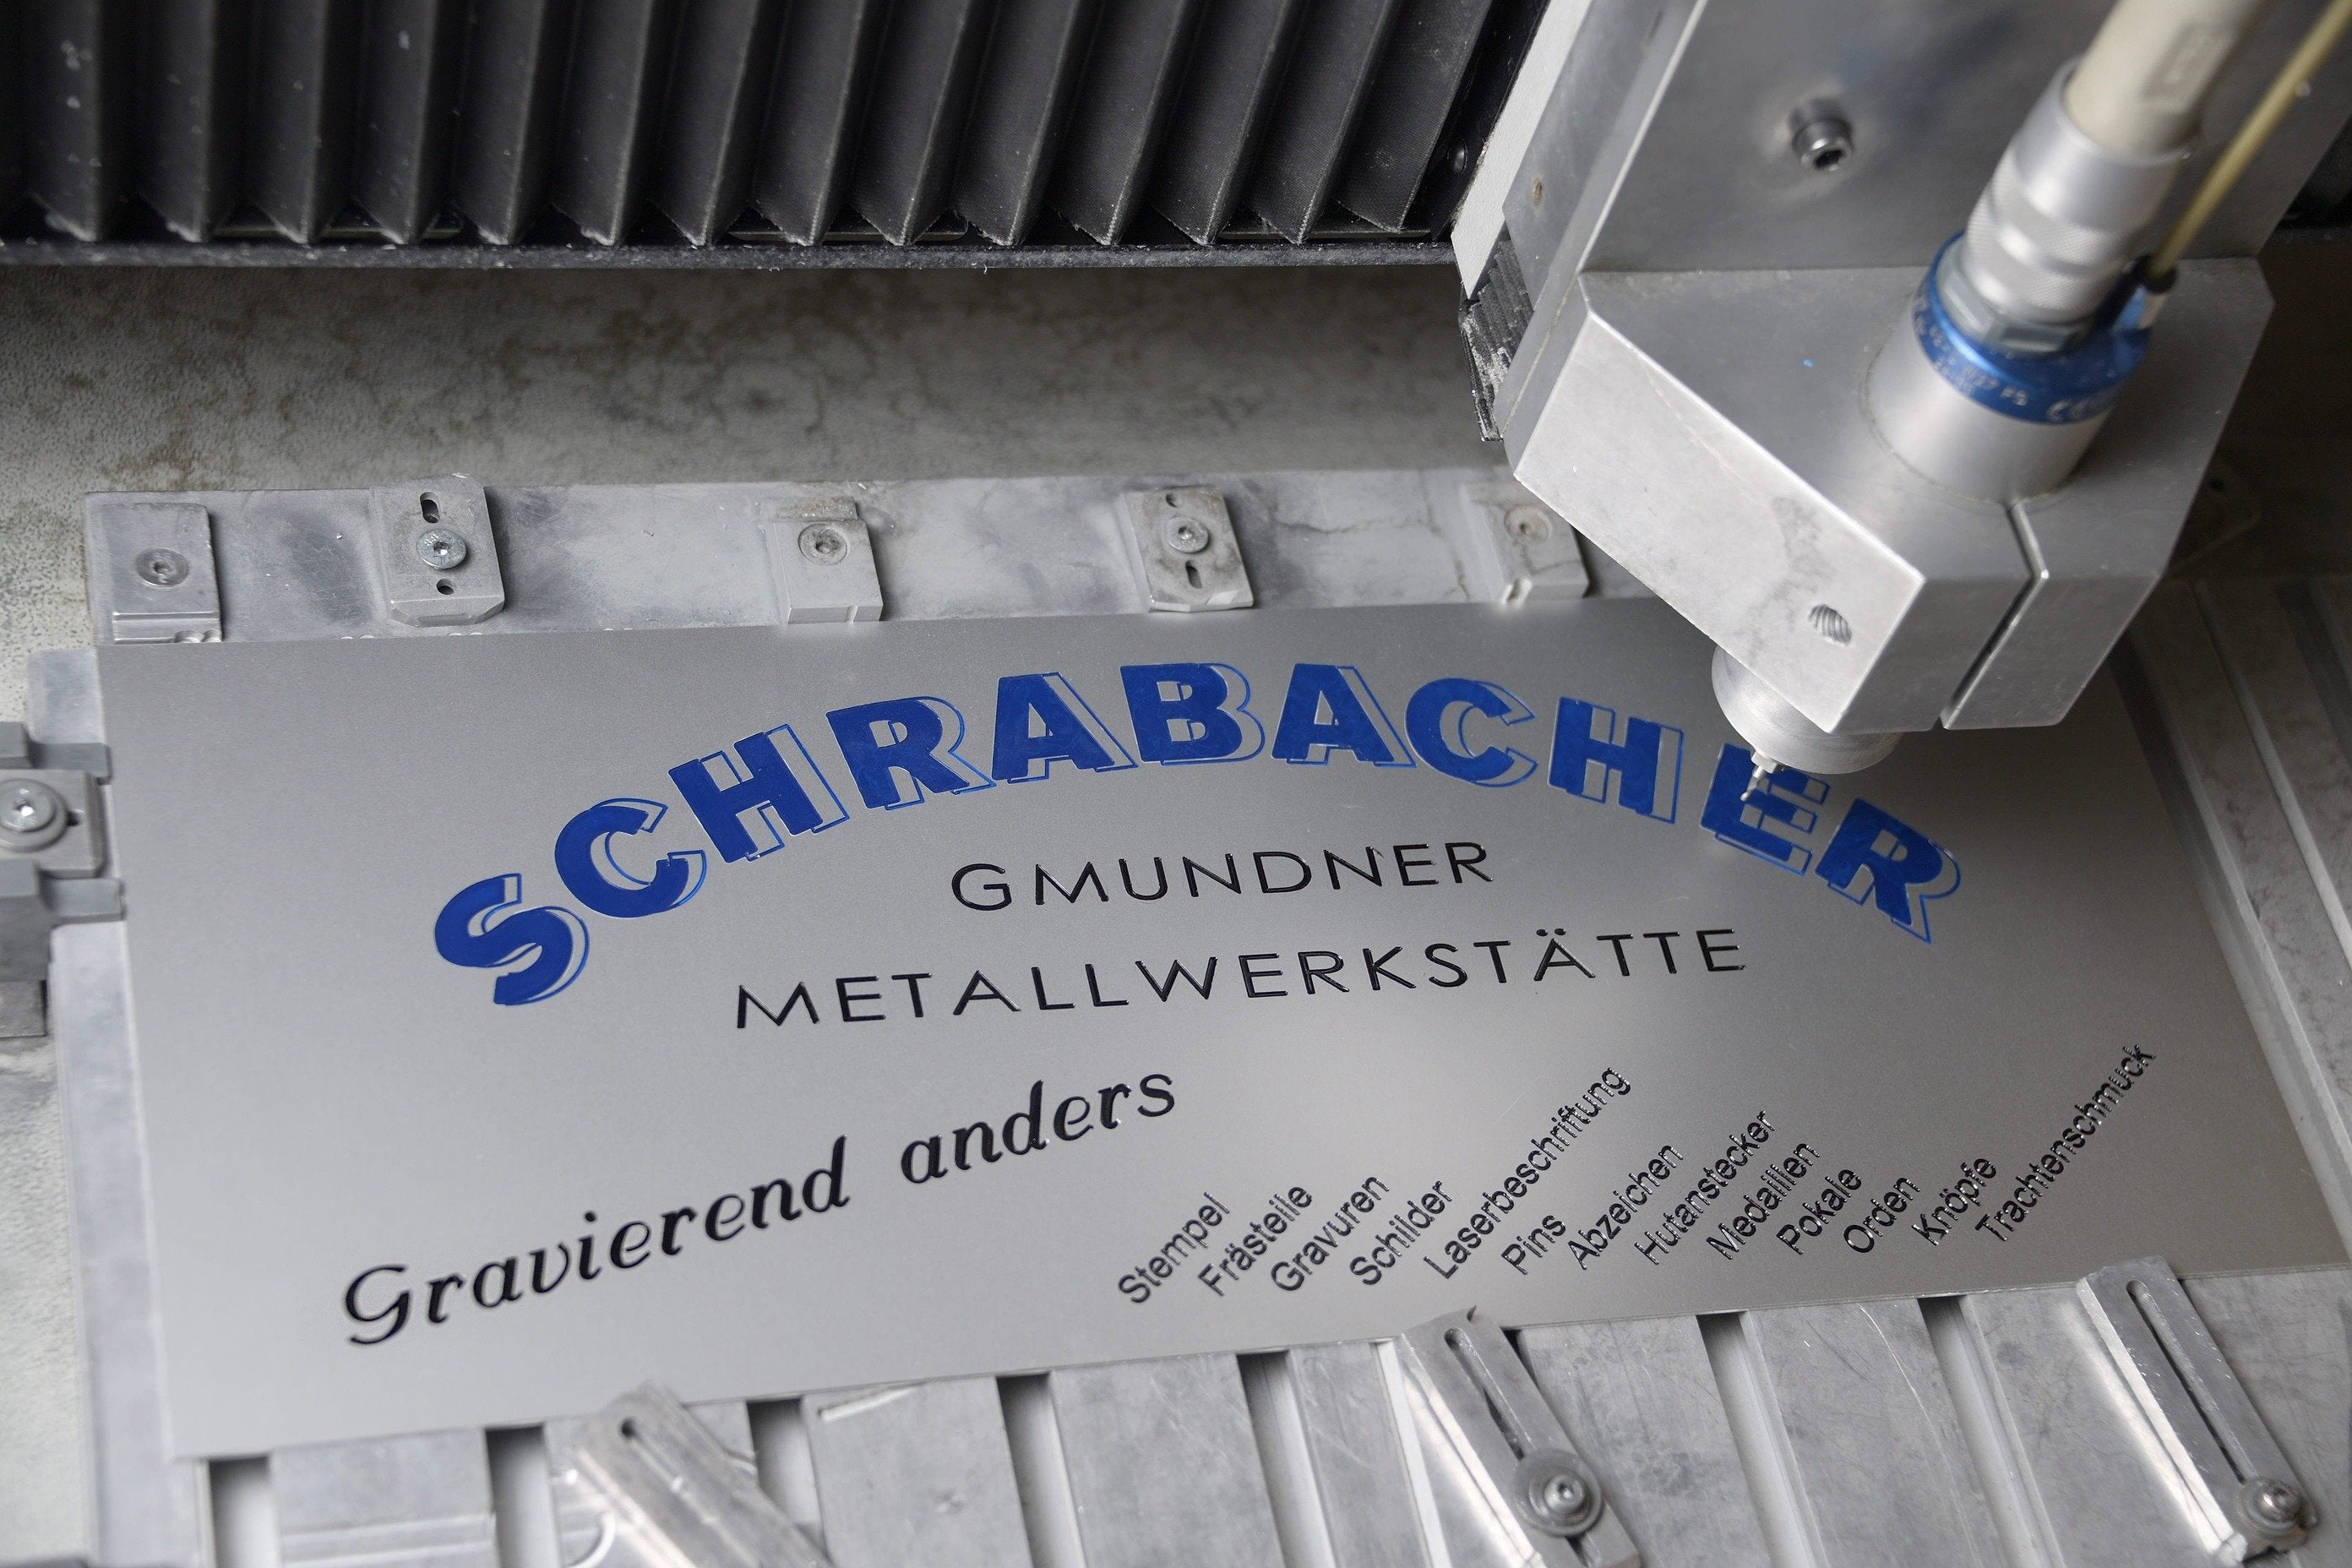 SCHRABACHER
GMUNDNER
METALLWERKSTÄTTE
Gravierend anders
Stempel
Frästeile
Gravuren
Schilder
Laserbeschriftung
Pins
Abzeichen
Hutanstecker
Medaillen
Pokale
Orden
Knöpfe
Trachtenschmuck